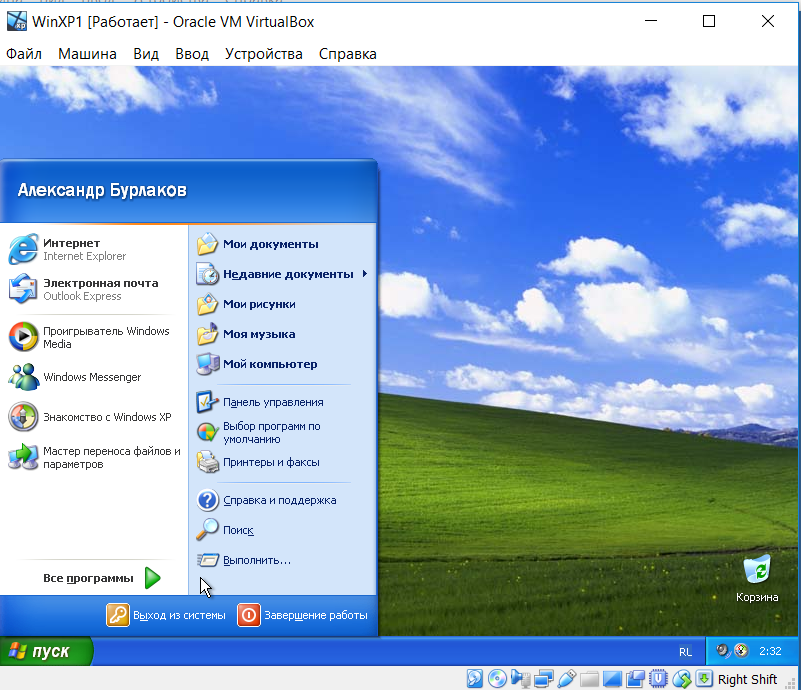 WinXP1 [Работает] - Oracle VM VirtualBox
Файл Машина Вид Ввод Устройства Справка
Александр Бурлаков
Интернет
Internet Explorer
Электронная почта
Outlook Express
Проигрыватель Windows
Media
Windows Messenger
Знакомство с Windows XP
Мастер переноса файлов и
параметров
Все программы
Мои документы
Недавние документы
Мои рисунки
Моя музыка
Мой компьютер
Панель управления
Выбор программ по
умолчанию
Принтеры и факсы
Справка и поддержка
Поиск
Выполнить...
Выход из системы
Завершение работы
Корзина
пуск
RL
2:32
Right Shift